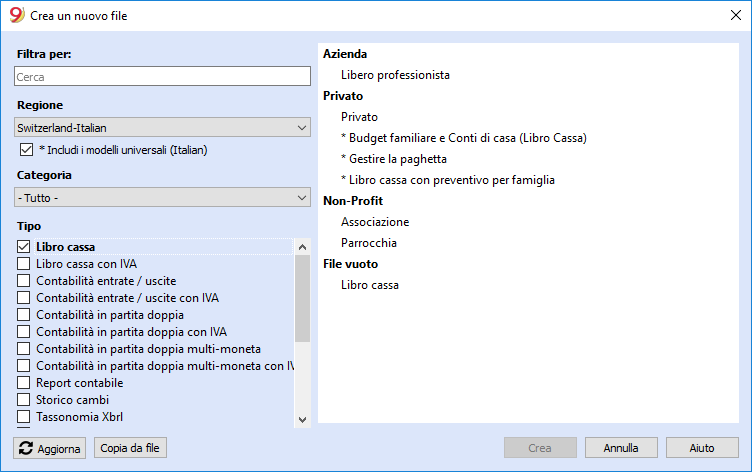 Crea un nuovo file
Filtra per:
Cerca
Regione
Switzerland-Italian
* Includi i modelli universali (Italian)
Categoria
- Tutto -
Tipo
Libro cassa
Libro cassa con IVA
Contabilità entrate / uscite
Contabilità entrate / uscite con IVA
Contabilità in partita doppia
Contabilità in partita doppia con IVA
Contabilità in partita doppia multi-moneta
Contabilità in partita doppia multi-moneta con IV
Report contabile
Storico cambi
Tassonomia Xbrl
Azienda
Libero professionista
Privato
Privato
* Budget familiare e Conti di casa (Libro Cassa)
* Gestire la paghetta
* Libro cassa con preventivo per famiglia
Non-Profit
Associazione
Parrocchia
File vuoto
Libro cassa
Aggiorna
Copia da file
Crea
Annulla
Aiuto